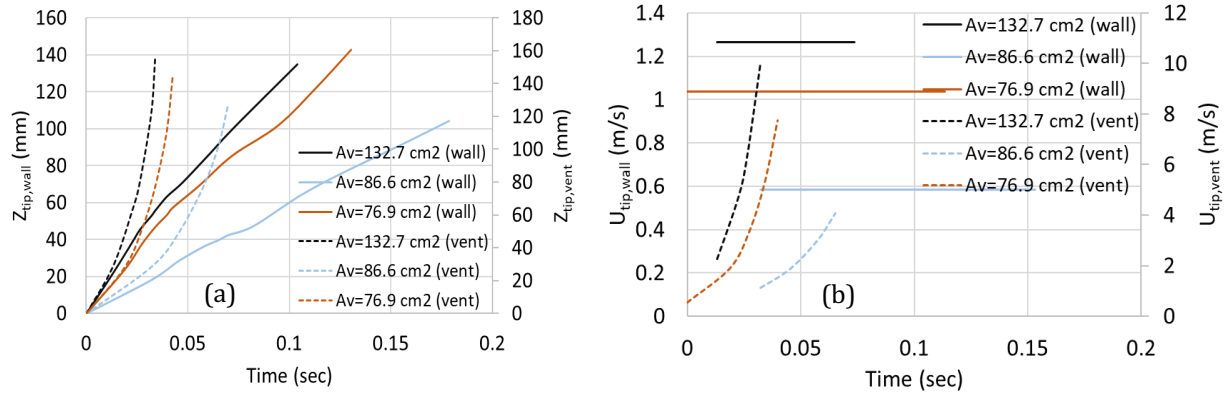 160
140
120
100
80
60
40
20
0
Z_tip,wall (mm)
180
160
140
120
100
80
60
40
20
0
Z_tip,vent (mm)
Av=132.7 cm2 (wall)
Av=86.6 cm2 (wall)
Av=76.9 cm2 (wall)
Av=132.7 cm2 (vent)
Av=86.6 cm2 (vent)
Av=76.9 cm2 (vent)
(a)
0 0.05 0.1 0.15 0.2
Time (sec)
1.4
1.2
1
0.8
0.6
0.4
0.2
0
U_tip,wall (m/s)
12
10
8
6
4
2
0
U_tip,vent (m/s)
Av=132.7 cm2 (wall)
Av=86.6 cm2 (wall)
Av=76.9 cm2 (wall)
Av=132.7 cm2 (vent)
Av=86.6 cm2 (vent)
Av=76.9 cm2 (vent)
(b)
0 0.05 0.1 0.15 0.2
Time (sec)